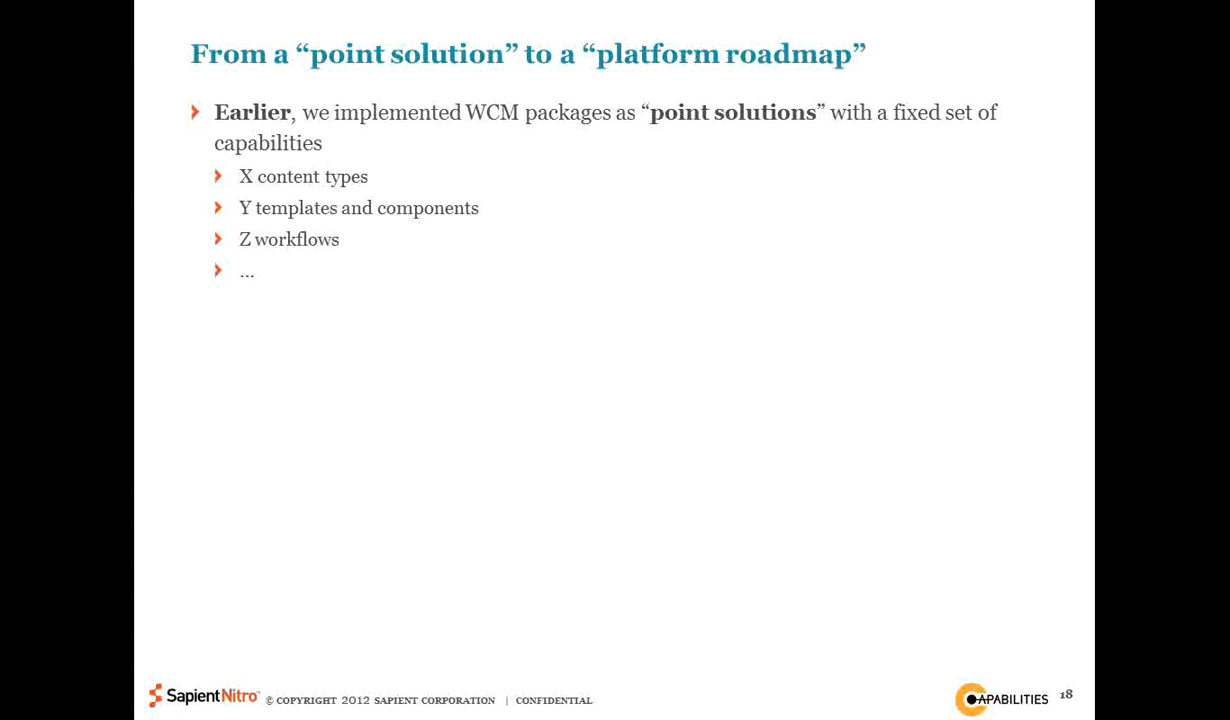 From a “point solution” to a “platform roadmap”
Earlier, we implemented WCM packages as “point solutions” with a fixed set of
capabilities
X content types
Y templates and components
Z workflows
...
SapientNitro © COPYRIGHT 2012 SAPIENT CORPORATION | CONFIDENTIAL
CAPABILITIES 18